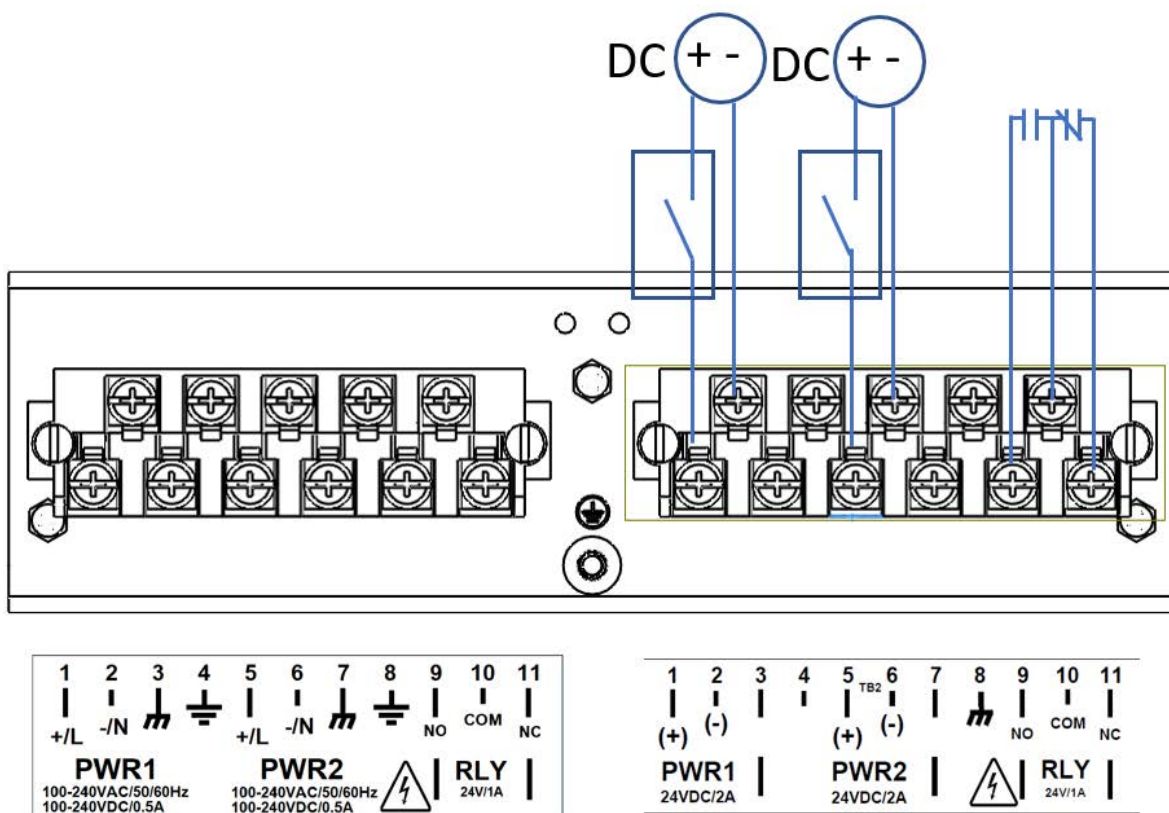 DC + - DC + -
1 2 3 4 5 6 7 8 9 10 11
+/L -/N +/L -/N NO COM NC
PWR1 PWR2 RLY
100-240VAC/50/60Hz 100-240VAC/50/60Hz 24V/1A
100-240VDC/0.5A 100-240VDC/0.5A
1 2 3 4 5 TB2 6 7 8 9 10 11
(+) (-) (+) (-) NO COM NC
PWR1 PWR2 RLY
24VDC/2A 24VDC/2A 24V/1A